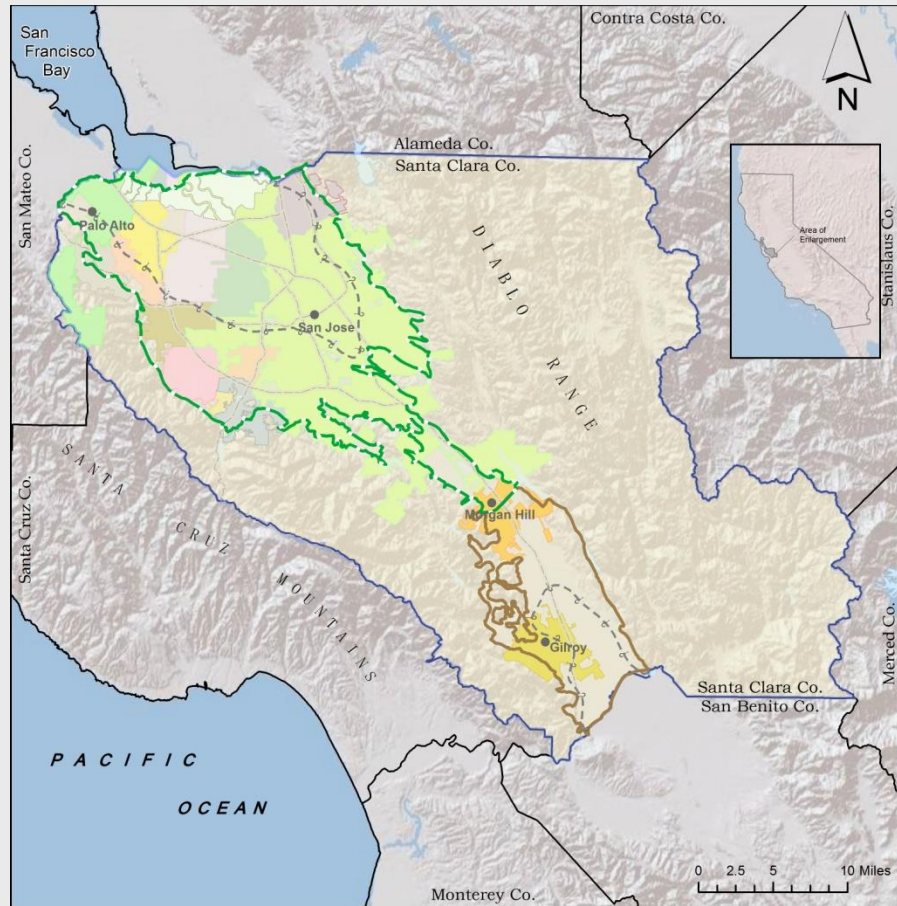 Contra Costa Co.
San
Francisco
Bay
N
Alameda Co.
Santa Clara Co.
San Mateo Co.
Palo Alto
DIABLO
RANGE
Area of
Enlargement
Stanislaus Co.
San Jose
Santa Cruz Co.
SANTA
CRUZ
MOUNTAINS
Morgan Hill
Gilroy
Merced Co.
Santa Clara Co.
San Benito Co.
PACIFIC
OCEAN
0 2.5 5 10 Miles
Monterey Co.